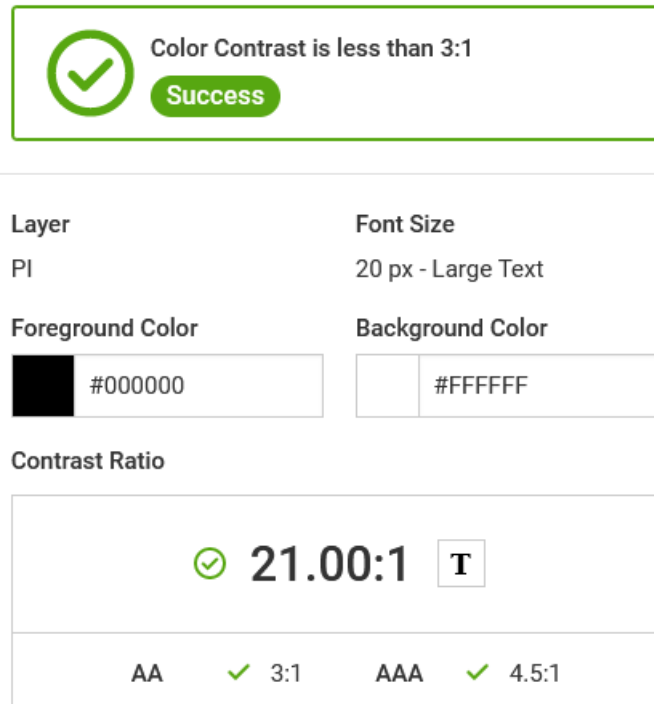 Color Contrast is less than 3:1
Success
Layer
Font Size
PI
20 px - Large Text
Foreground Color
Background Color
#000000
#FFFFFF
Contrast Ratio
21.00:1 T
AA 3:1 AAA 4.5:1